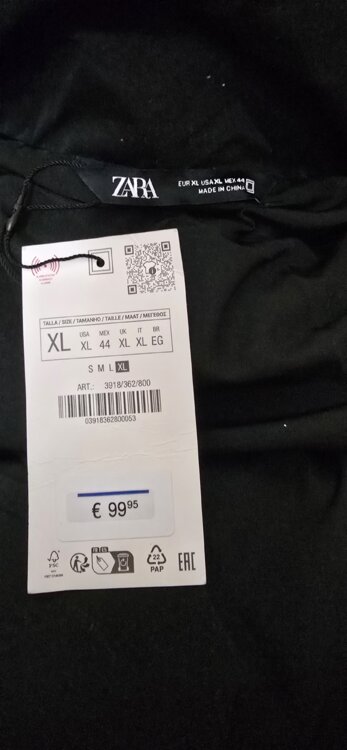 ZARA
EUR XL USA XL MEX 44
MADE IN CHINA
TALLA / SIZE / TAMANHO / TAILLE / MAAT / ΜΕΓΕΘΟΣ
XL
USA MEX UK IT BR
XL 44 XL XL EG
S M L XL
ART.: 3918/362/800
03918362800053
€ 99 95
FSC
FR
22
PAP
EAC